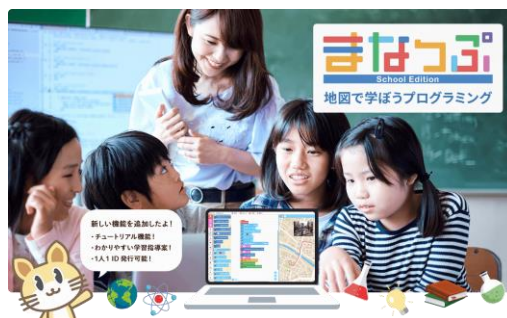 まなっぷ
School Edition
地図で学ぼうプログラミング
新しい機能を追加したよ！
・チュートリアル機能！
・わかりやすい学習指導案！
・1人1 ID 発行可能！